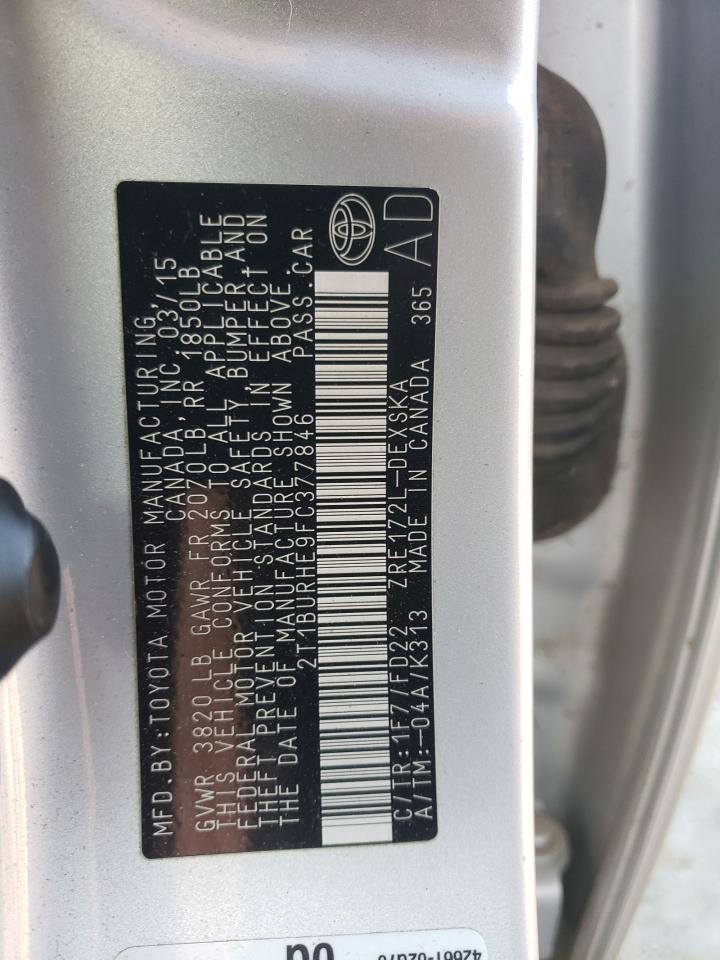 MFD.BY:TOYOTA MOTOR MANUFACTURING,
CANADA, INC. 03/15
GVWR 3820LB GAWR FR 2070LB RR 1850LB
THIS VEHICLE CONFORMS TO ALL APPLICABLE
FEDERAL MOTOR VEHICLE SAFETY, BUMPER, AND
THEFT PREVENTION STANDARDS IN EFFECT ON
THE DATE OF MANUFACTURE SHOWN ABOVE.
2T1BURHE9FC377846 PASS.CAR
C/TR:1F7/FD22 ZRE172L-DEXSKA
A/TM:-04A/K313 MADE IN CANADA 365
AD